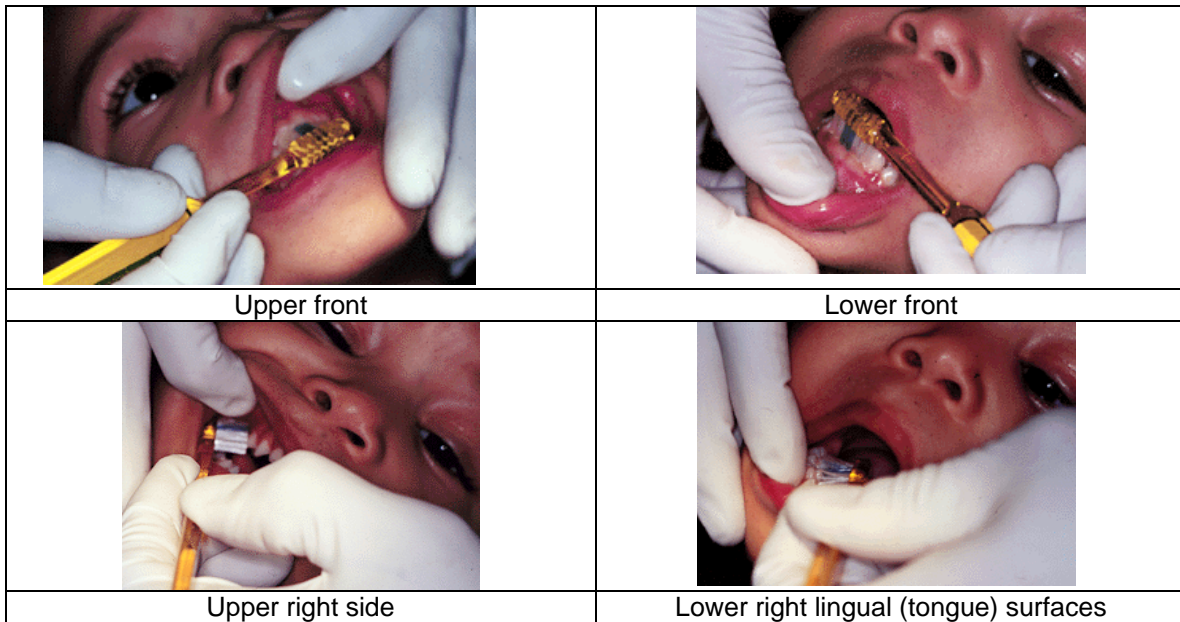 Upper front
Lower front
Upper right side
Lower right lingual (tongue) surfaces